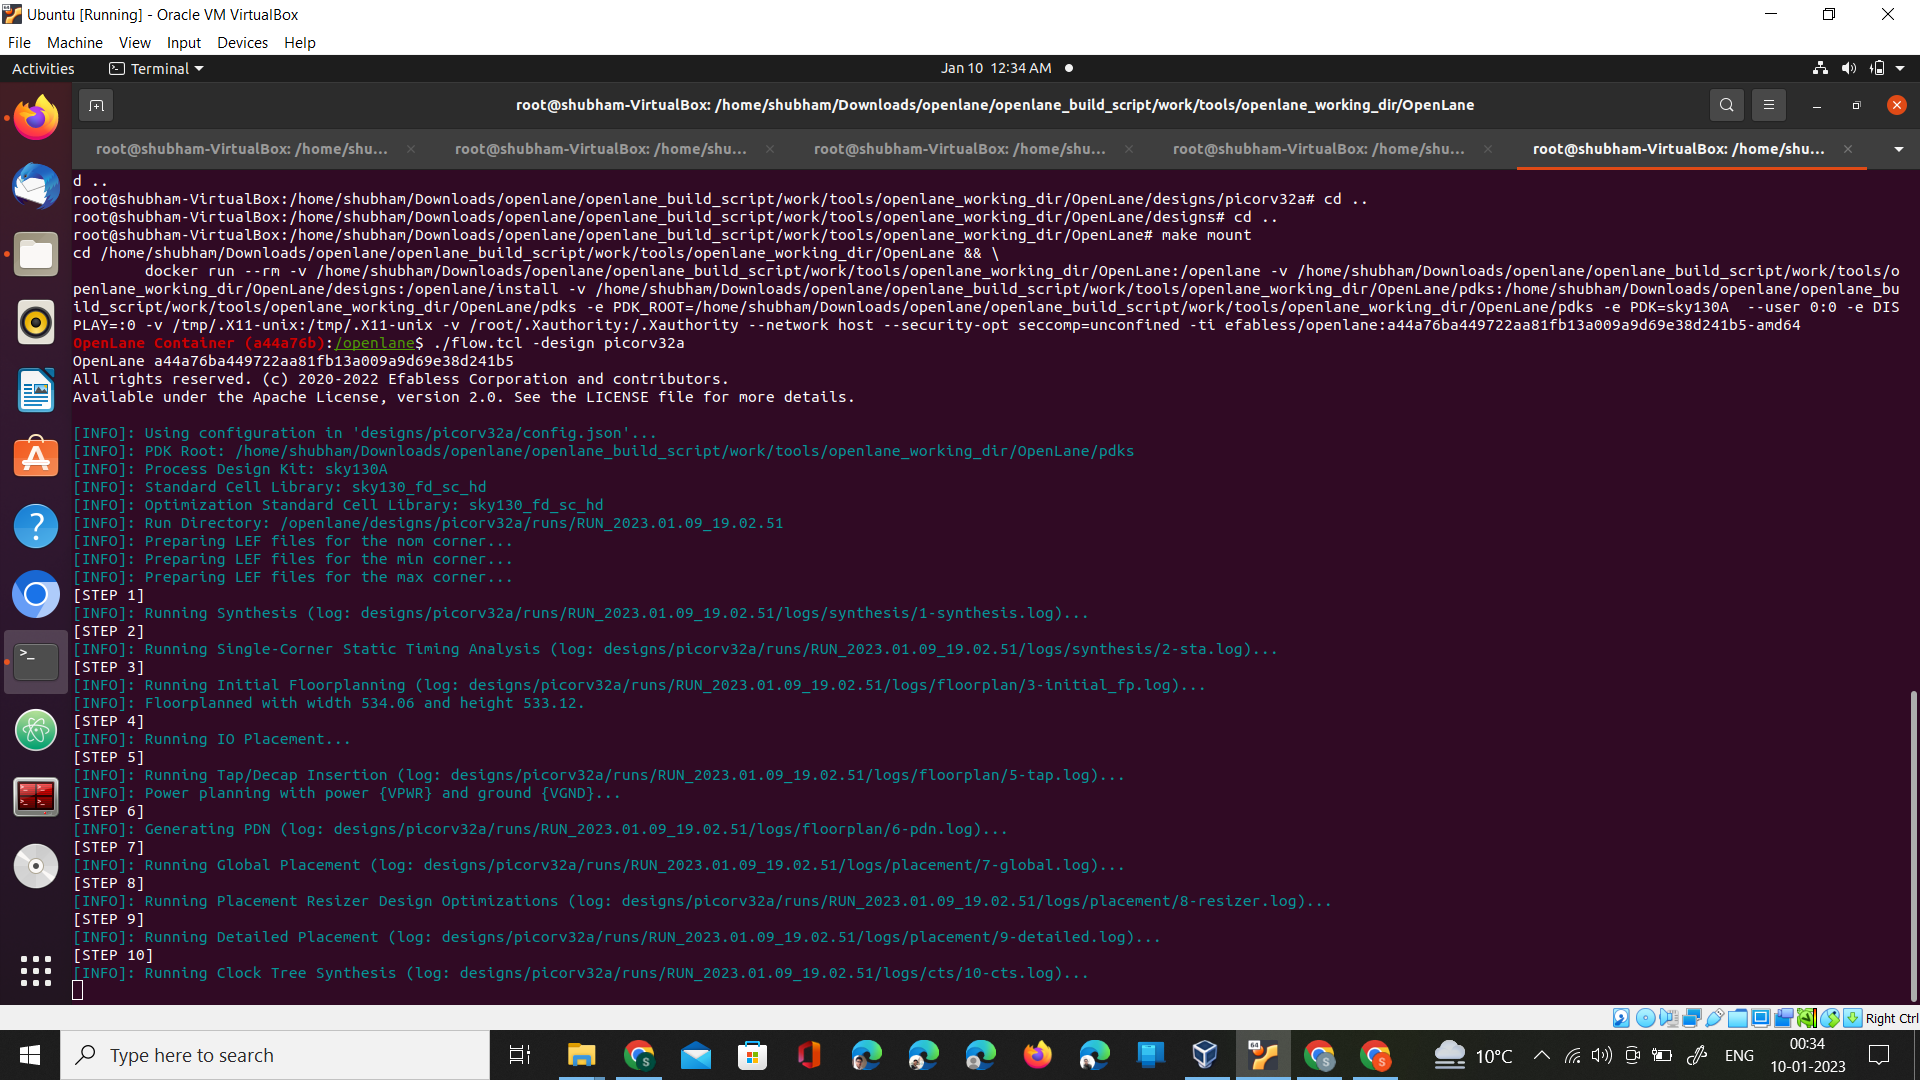 Ubuntu [Running] - Oracle VM VirtualBox
File Machine View Input Devices Help
Activities Terminal Jan 10 12:34 AM
root@shubham-VirtualBox: /home/shubham/Downloads/openlane/openlane_build_script/work/tools/openlane_working_dir/OpenLane
root@shubham-VirtualBox: /home/shu... root@shubham-VirtualBox: /home/shu... root@shubham-VirtualBox: /home/shu... root@shubham-VirtualBox: /home/shu... root@shubham-VirtualBox: /home/shu...
d ..
root@shubham-VirtualBox:/home/shubham/Downloads/openlane/openlane_build_script/work/tools/openlane_working_dir/OpenLane/designs/picorv32a# cd ..
root@shubham-VirtualBox:/home/shubham/Downloads/openlane/openlane_build_script/work/tools/openlane_working_dir/OpenLane/designs# cd ..
root@shubham-VirtualBox:/home/shubham/Downloads/openlane/openlane_build_script/work/tools/openlane_working_dir/OpenLane# make mount
cd /home/shubham/Downloads/openlane/openlane_build_script/work/tools/openlane_working_dir/OpenLane && \
docker run --rm -v /home/shubham/Downloads/openlane/openlane_build_script/work/tools/openlane_working_dir/OpenLane:/openlane -v /home/shubham/Downloads/openlane/openlane_build_script/work/tools/o
penlane_working_dir/OpenLane/designs:/openlane/install -v /home/shubham/Downloads/openlane/openlane_build_script/work/tools/openlane_working_dir/OpenLane/pdks:/home/shubham/Downloads/openlane/openlane_bu
ild_script/work/tools/openlane_working_dir/OpenLane/pdks -e PDK_ROOT=/home/shubham/Downloads/openlane/openlane_build_script/work/tools/openlane_working_dir/OpenLane/pdks -e PDK=sky130A --user 0:0 -e DIS
PLAY=:0 -v /tmp/.X11-unix:/tmp/.X11-unix -v /root/.Xauthority:/.Xauthority --network host --security-opt seccomp=unconfined -ti efabless/openlane:a44a76ba449722aa81fb13a009a9d69e38d241b5-amd64
OpenLane Container (a44a76b):/openlane$ ./flow.tcl -design picorv32a
OpenLane a44a76ba449722aa81fb13a009a9d69e38d241b5
All rights reserved. (c) 2020-2022 Efabless Corporation and contributors.
Available under the Apache License, version 2.0. See the LICENSE file for more details.
[INFO]: Using configuration in 'designs/picorv32a/config.json'...
[INFO]: PDK Root: /home/shubham/Downloads/openlane/openlane_build_script/work/tools/openlane_working_dir/OpenLane/pdks
[INFO]: Process Design Kit: sky130A
[INFO]: Standard Cell Library: sky130_fd_sc_hd
[INFO]: Optimization Standard Cell Library: sky130_fd_sc_hd
[INFO]: Run Directory: /openlane/designs/picorv32a/runs/RUN_2023.01.09_19.02.51
[INFO]: Preparing LEF files for the nom corner...
[INFO]: Preparing LEF files for the min corner...
[INFO]: Preparing LEF files for the max corner...
[STEP 1]
[INFO]: Running Synthesis (log: designs/picorv32a/runs/RUN_2023.01.09_19.02.51/logs/synthesis/1-synthesis.log)...
[STEP 2]
[INFO]: Running Single-Corner Static Timing Analysis (log: designs/picorv32a/runs/RUN_2023.01.09_19.02.51/logs/synthesis/2-sta.log)...
[STEP 3]
[INFO]: Running Initial Floorplanning (log: designs/picorv32a/runs/RUN_2023.01.09_19.02.51/logs/floorplan/3-initial_fp.log)...
[INFO]: Floorplanned with width 534.06 and height 533.12.
[STEP 4]
[INFO]: Running IO Placement...
[STEP 5]
[INFO]: Running Tap/Decap Insertion (log: designs/picorv32a/runs/RUN_2023.01.09_19.02.51/logs/floorplan/5-tap.log)...
[INFO]: Power planning with power {VPWR} and ground {VGND}...
[STEP 6]
[INFO]: Generating PDN (log: designs/picorv32a/runs/RUN_2023.01.09_19.02.51/logs/floorplan/6-pdn.log)...
[STEP 7]
[INFO]: Running Global Placement (log: designs/picorv32a/runs/RUN_2023.01.09_19.02.51/logs/placement/7-global.log)...
[STEP 8]
[INFO]: Running Placement Resizer Design Optimizations (log: designs/picorv32a/runs/RUN_2023.01.09_19.02.51/logs/placement/8-resizer.log)...
[STEP 9]
[INFO]: Running Detailed Placement (log: designs/picorv32a/runs/RUN_2023.01.09_19.02.51/logs/placement/9-detailed.log)...
[STEP 10]
[INFO]: Running Clock Tree Synthesis (log: designs/picorv32a/runs/RUN_2023.01.09_19.02.51/logs/cts/10-cts.log)...
Right Ctrl
Type here to search
10°C ENG
00:34
10-01-2023